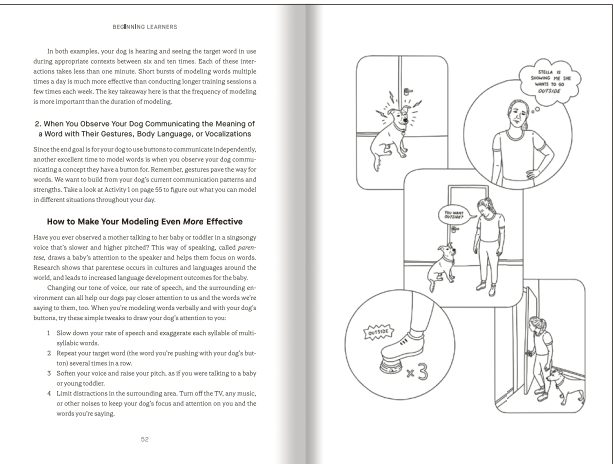 BEGINNING LEARNERS
In both examples, your dog is hearing and seeing the target word in use
during appropriate contexts between six and ten times. Each of these inter-
actions takes less than one minute. Short bursts of modeling words multiple
times a day is much more effective than conducting longer training sessions a
few times each week. The key takeaway here is that the frequency of modeling
is more important than the duration of modeling.
2. When You Observe Your Dog Communicating the Meaning of
a Word with Their Gestures, Body Language, or Vocalizations
Since the end goal is for your dog to use buttons to communicate independently,
another excellent time to model words is when you observe your dog commu-
nicating a concept they have a button for. Remember, gestures pave the way for
words. We want to build from your dog's current communication patterns and
strengths. Take a look at Activity 1 on page 55 to figure out what you can model
in different situations throughout your day.
How to Make Your Modeling Even More Effective
Have you ever observed a mother talking to her baby or toddler in a singsongy
voice that's slower and higher pitched? This way of speaking, called paren-
tese, draws a baby's attention to the speaker and helps them focus on words.
Research shows that parentese occurs in cultures and languages around the
world, and leads to increased language development outcomes for the baby.
Changing our tone of voice, our rate of speech, and the surrounding en-
vironment can all help our dogs pay closer attention to us and the words we're
saying to them, too. When you're modeling words verbally and with your dog's
buttons, try these simple tweaks to draw your dog's attention to you:
1 Slow down your rate of speech and exaggerate each syllable of multi-
syllabic words.
2 Repeat your target word (the word you're pushing with your dog's but-
ton) several times in a row.
3 Soften your voice and raise your pitch, as if you were talking to a baby
or young toddler.
4 Limit distractions in the surrounding area. Turn off the TV, any music,
or other noises to keep your dog's focus and attention on you and the
words you're saying.
52
STELLA IS
SHOWING ME SHE
WANTS TO GO
OUTSIDE
YOU WANT
OUTSIDE?
OUTSIDE
×3